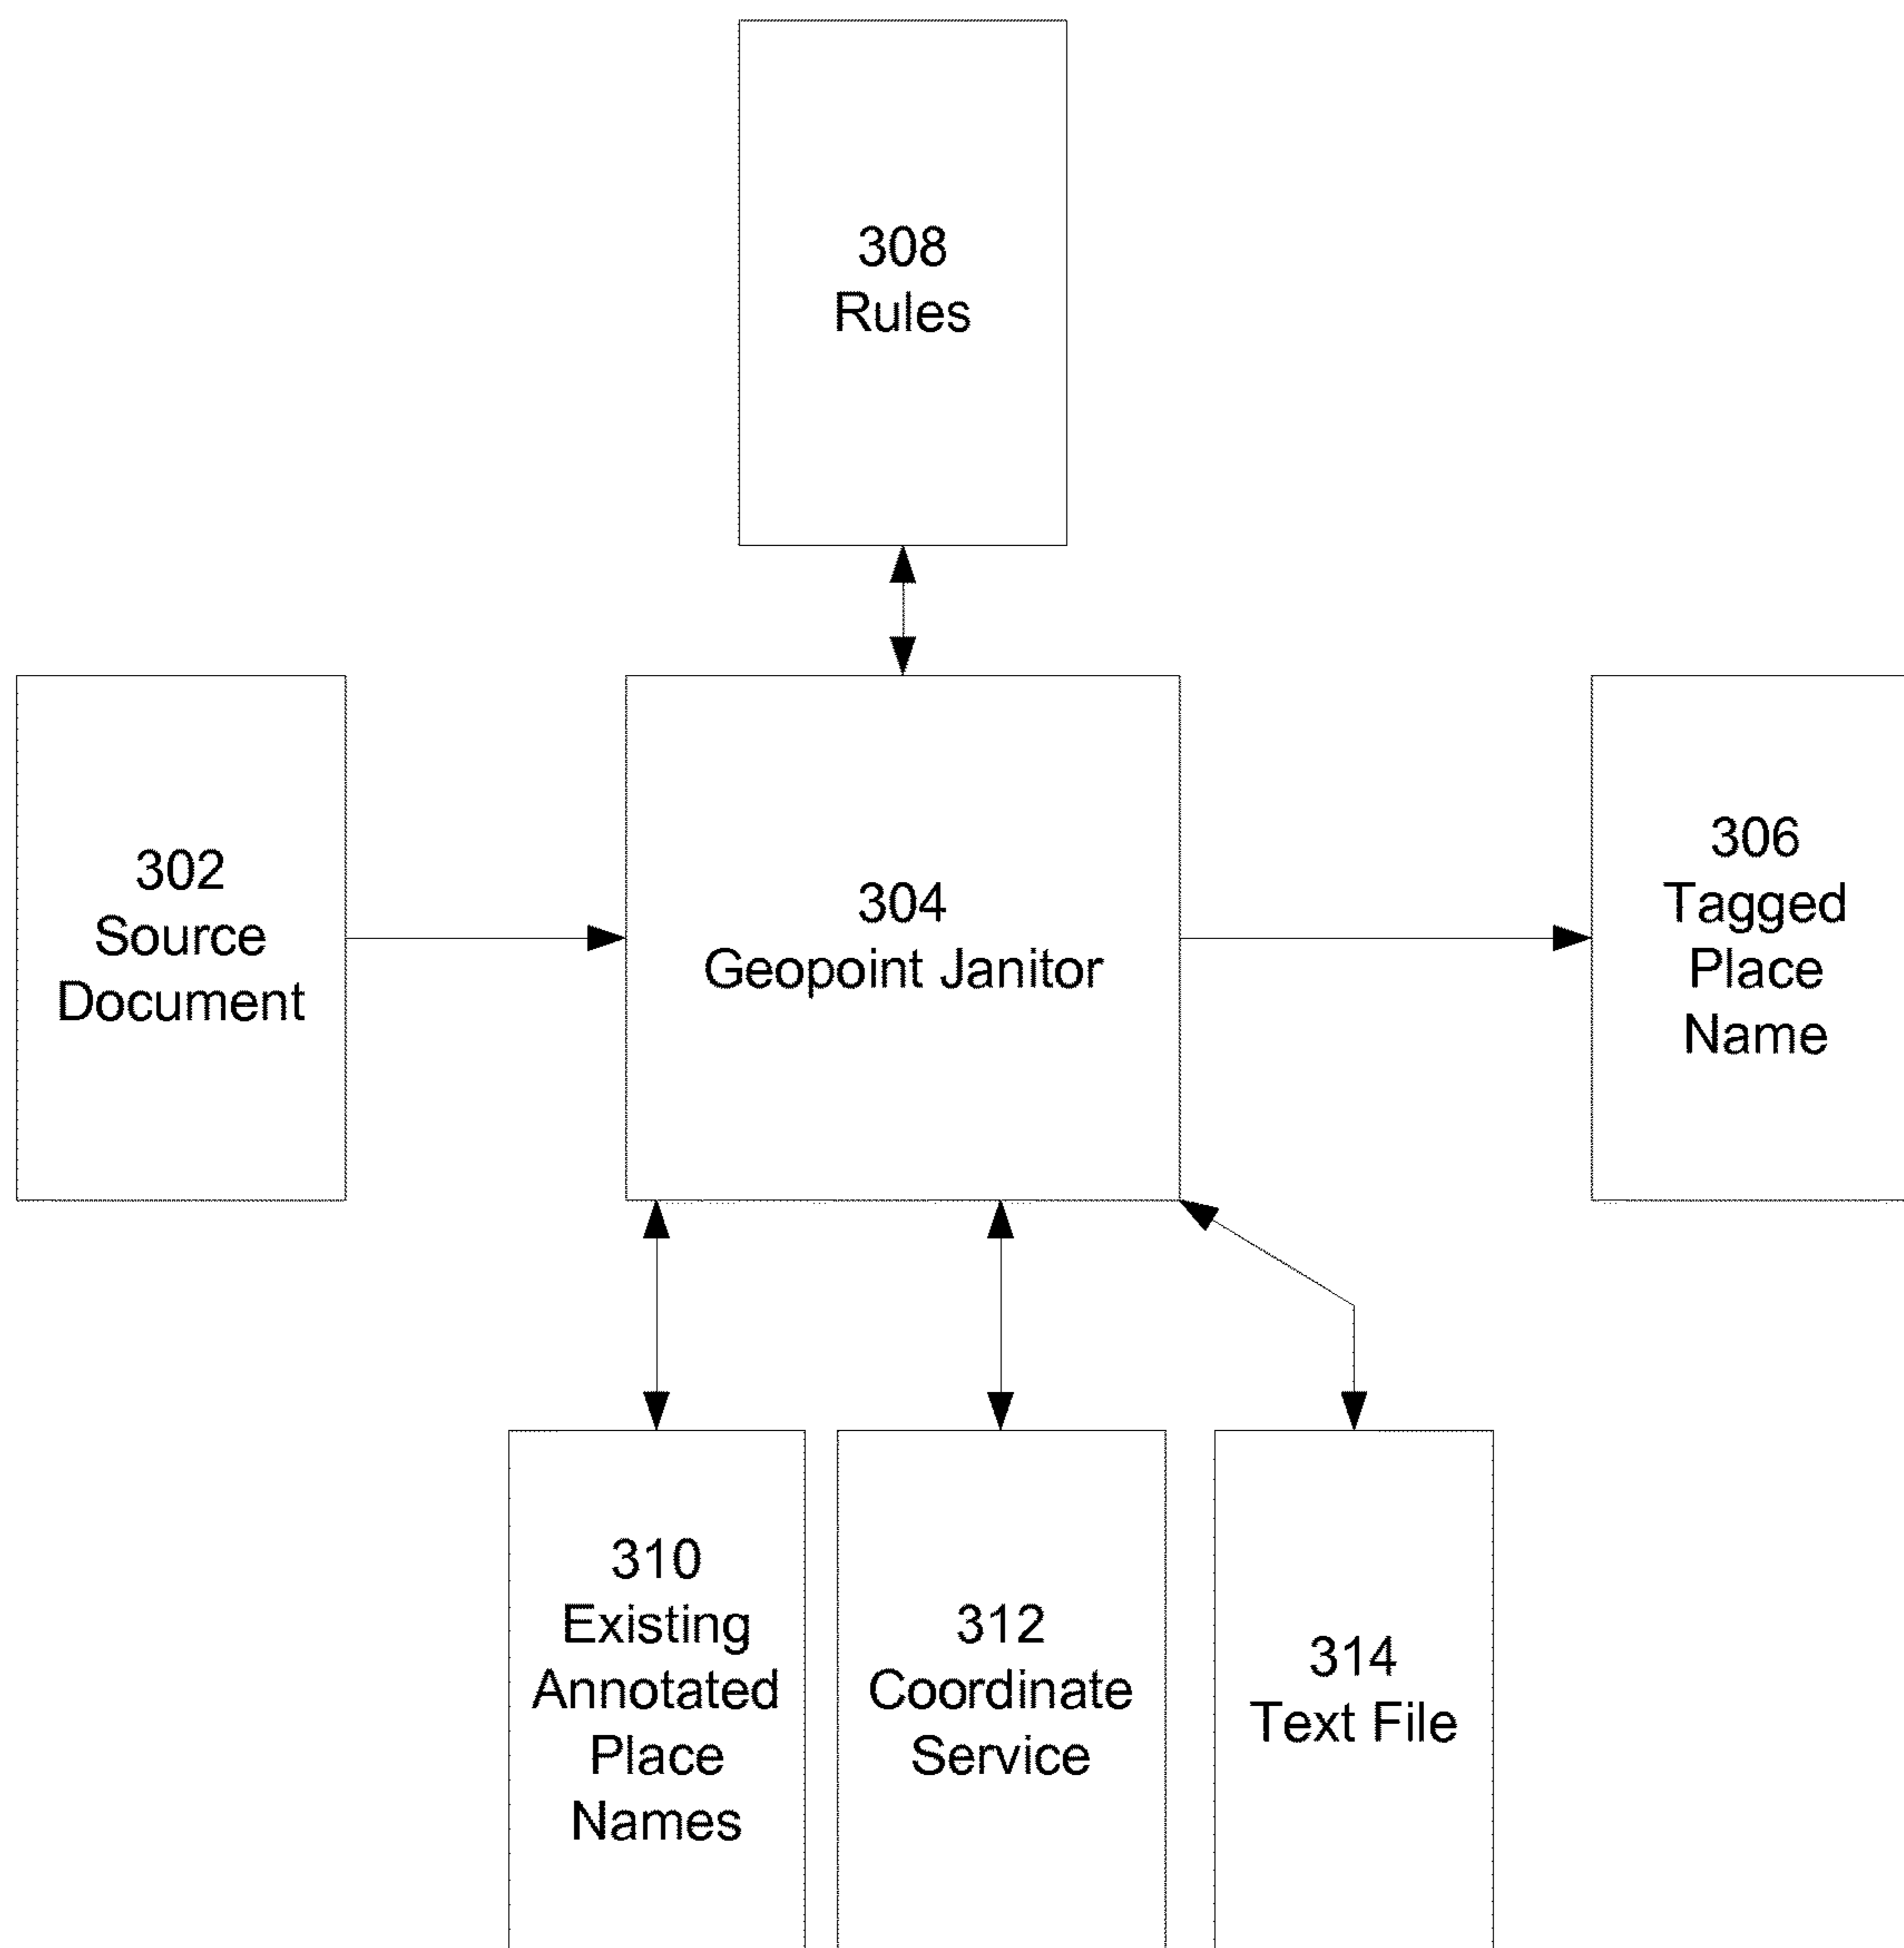 308
Rules
302
Source
Document
304
Geopoint Janitor
306
Tagged
Place
Name
310
Existing
Annotated
Place
Names
312
Coordinate
Service
314
Text File